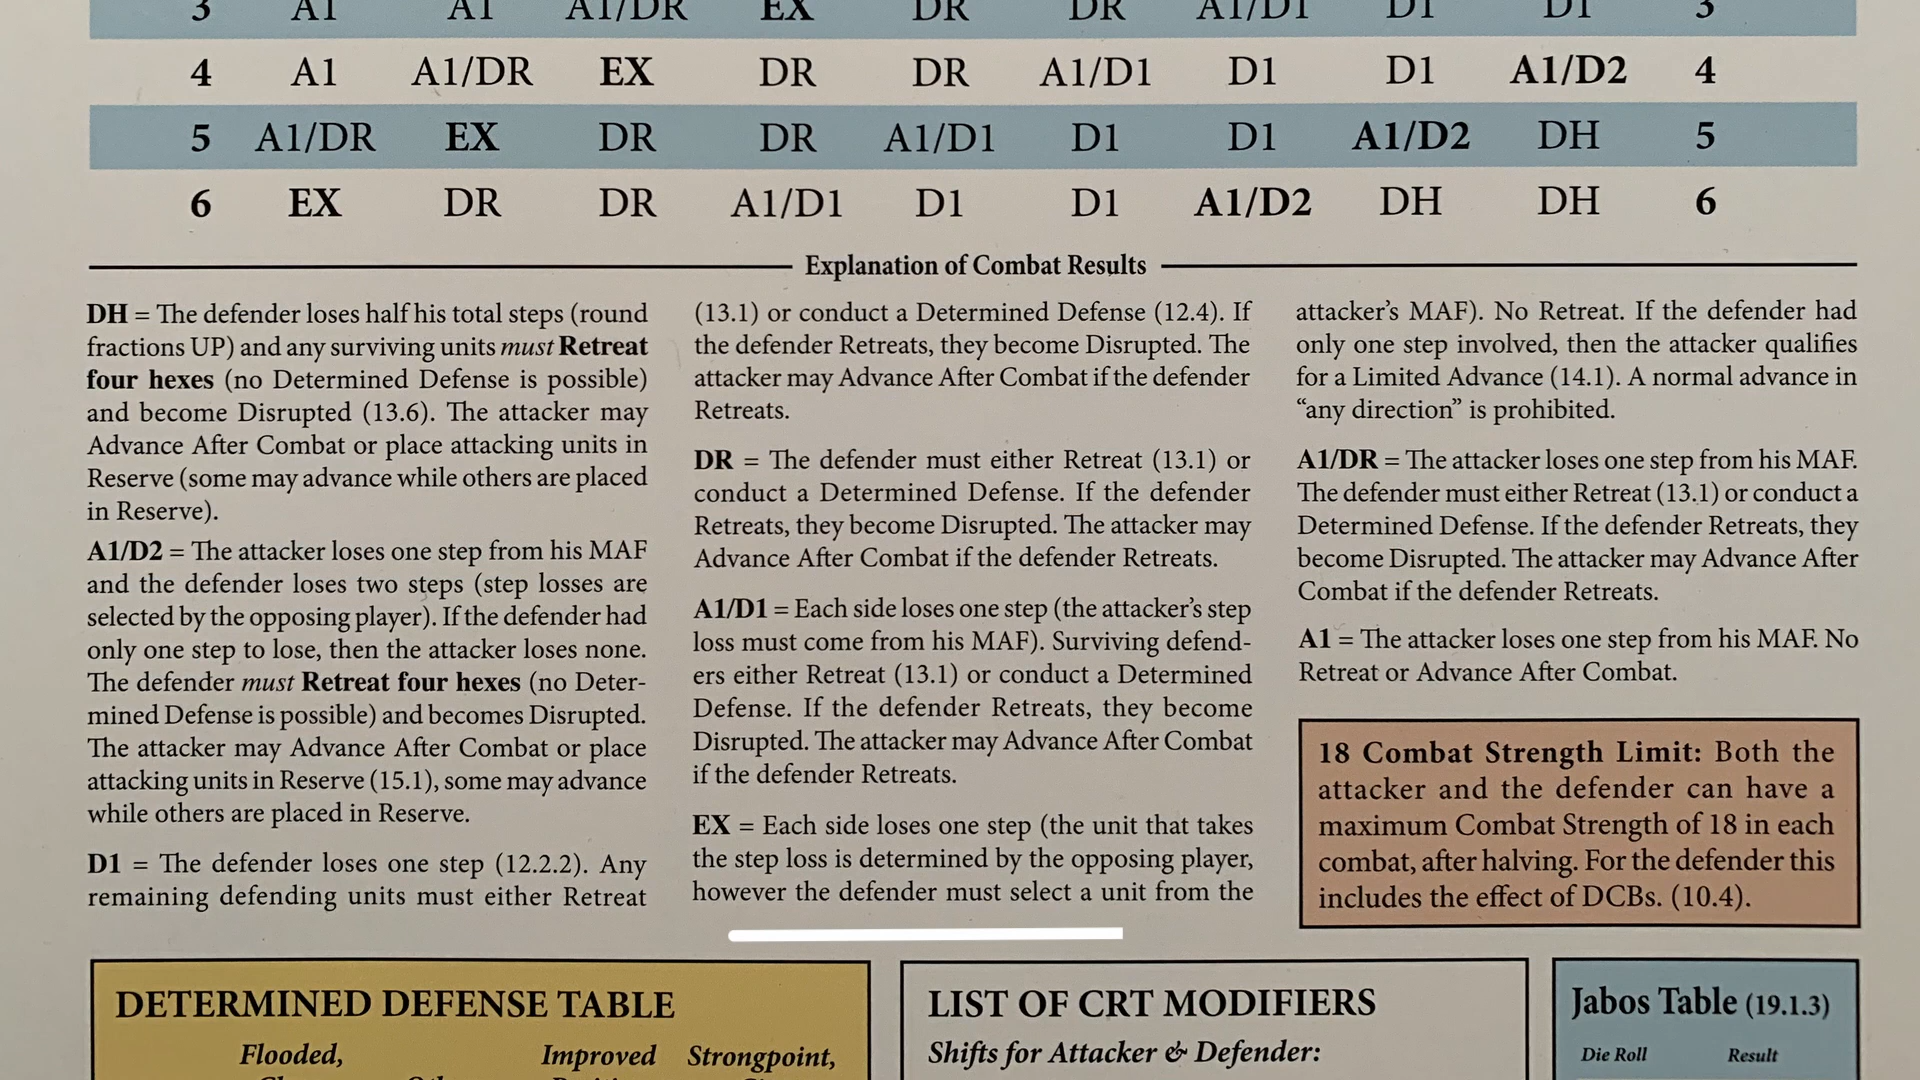 3 A1 A1 A1/DR EX DR DR A1/D1 D1 D1 3
4 A1 A1/DR EX DR DR A1/D1 D1 D1 A1/D2 4
5 A1/DR EX DR DR A1/D1 D1 D1 A1/D2 DH 5
6 EX DR DR A1/D1 D1 D1 A1/D2 DH DH 6
Explanation of Combat Results
DH = The defender loses half his total steps (round
fractions UP) and any surviving units must Retreat
four hexes (no Determined Defense is possible)
and become Disrupted (13.6). The attacker may
Advance After Combat or place attacking units in
Reserve (some may advance while others are placed
in Reserve).
A1/D2 = The attacker loses one step from his MAF
and the defender loses two steps (step losses are
selected by the opposing player). If the defender had
only one step to lose, then the attacker loses none.
The defender must Retreat four hexes (no Deter-
mined Defense is possible) and becomes Disrupted.
The attacker may Advance After Combat or place
attacking units in Reserve (15.1), some may advance
while others are placed in Reserve.
D1 = The defender loses one step (12.2.2). Any
remaining defending units must either Retreat
(13.1) or conduct a Determined Defense (12.4). If
the defender Retreats, they become Disrupted. The
attacker may Advance After Combat if the defender
Retreats.
DR = The defender must either Retreat (13.1) or
conduct a Determined Defense. If the defender
Retreats, they become Disrupted. The attacker may
Advance After Combat if the defender Retreats.
A1/D1 = Each side loses one step (the attacker's step
loss must come from his MAF). Surviving defend-
ers either Retreat (13.1) or conduct a Determined
Defense. If the defender Retreats, they become
Disrupted. The attacker may Advance After Combat
if the defender Retreats.
EX = Each side loses one step (the unit that takes
the step loss is determined by the opposing player,
however the defender must select a unit from the
attacker's MAF). No Retreat. If the defender had
only one step involved, then the attacker qualifies
for a Limited Advance (14.1). A normal advance in
"any direction" is prohibited.
A1/DR = The attacker loses one step from his MAF.
The defender must either Retreat (13.1) or conduct a
Determined Defense. If the defender Retreats, they
become Disrupted. The attacker may Advance After
Combat if the defender Retreats.
A1 = The attacker loses one step from his MAF. No
Retreat or Advance After Combat.
18 Combat Strength Limit: Both the
attacker and the defender can have a
maximum Combat Strength of 18 in each
combat, after halving. For the defender this
includes the effect of DCBs. (10.4).
DETERMINED DEFENSE TABLE
Flooded, Improved Strongpoint,
LIST OF CRT MODIFIERS
Shifts for Attacker & Defender:
Jabos Table (19.1.3)
Die Roll Result